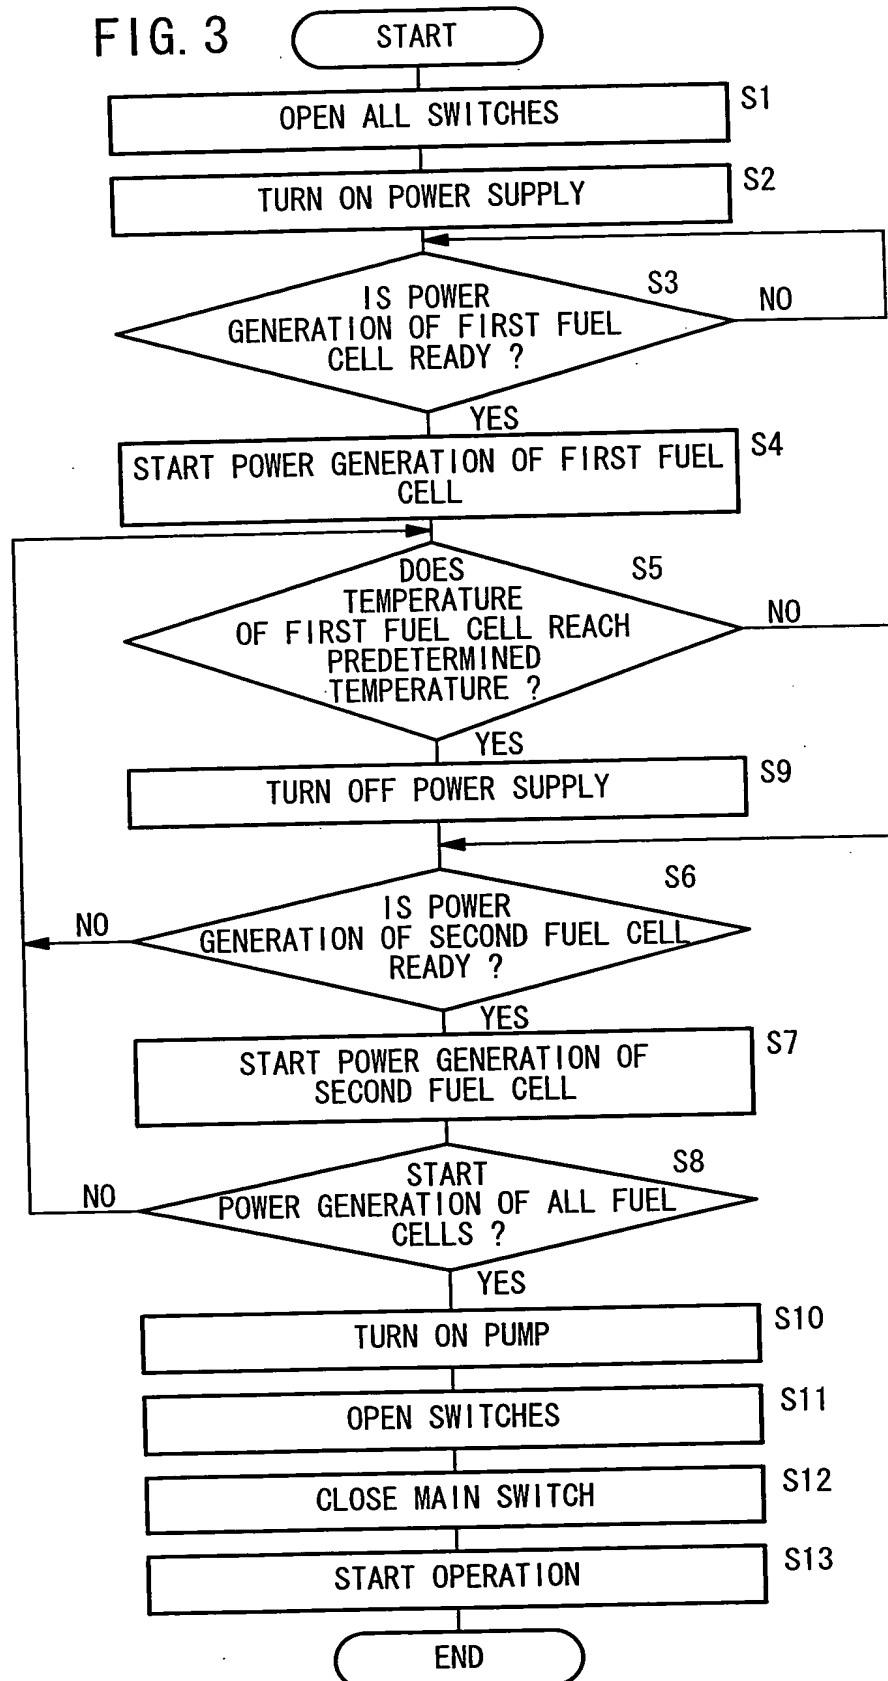 FIG. 3
START
OPEN ALL SWITCHES
S1
TURN ON POWER SUPPLY
S2
IS POWER
GENERATION OF FIRST FUEL
CELL READY ?
S3
NO
YES
START POWER GENERATION OF FIRST FUEL
CELL
S4
DOES
TEMPERATURE
OF FIRST FUEL CELL REACH
PREDETERMINED
TEMPERATURE ?
S5
NO
YES
TURN OFF POWER SUPPLY
S9
IS POWER
GENERATION OF SECOND FUEL CELL
READY ?
S6
NO
YES
START POWER GENERATION OF
SECOND FUEL CELL
S7
START
POWER GENERATION OF ALL FUEL
CELLS ?
S8
NO
YES
TURN ON PUMP
S10
OPEN SWITCHES
S11
CLOSE MAIN SWITCH
S12
START OPERATION
S13
END